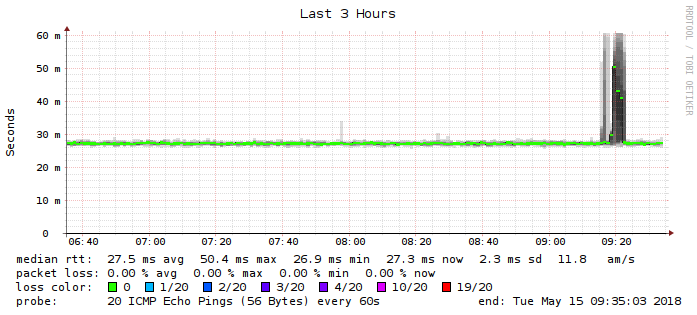 Last 3 Hours
RRDTOOL / TOBI OETIKER
Seconds
60 m
50 m
40 m
30 m
20 m
10 m
0
06:40 07:00 07:20 07:40 08:00 08:20 08:40 09:00 09:20
median rtt: 27.5 ms avg 50.4 ms max 26.9 ms min 27.3 ms now 2.3 ms sd 11.8 am/s
packet loss: 0.00 % avg 0.00 % max 0.00 % min 0.00 % now
loss color: 0 1/20 2/20 3/20 4/20 10/20 19/20
probe: 20 ICMP Echo Pings (56 Bytes) every 60s end: Tue May 15 09:35:03 2018